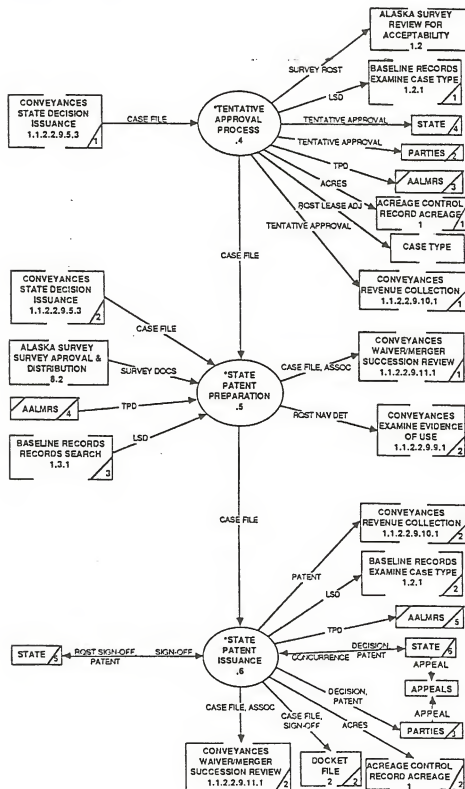 ALASKA SURVEY
REVIEW FOR
ACCEPTABILITY
1.2
SURVEY RQST
BASELINE RECORDS
EXAMINE CASE TYPE
1.2.1
1
LSD
CONVEYANCES
STATE DECISION
ISSUANCE
1.1.2.2.9.5.3
1
CASE FILE
*TENTATIVE
APPROVAL
PROCESS
.4
TENTATIVE APPROVAL
STATE
4
TENTATIVE APPROVAL
PARTIES
2
TPD
AALMRS
3
ACRES
ACREAGE CONTROL
RECORD ACREAGE
1
1
RQST LEASE ADJ
CASE TYPE
TENTATIVE APPROVAL
CONVEYANCES
REVENUE COLLECTION
1.1.2.2.9.10.1
1
CASE FILE
CONVEYANCES
STATE DECISION
ISSUANCE
1.1.2.2.9.5.3
2
CASE FILE
ALASKA SURVEY
SURVEY APROVAL &
DISTRIBUTION
8.2
SURVEY DOCS
AALMRS
4
TPD
BASELINE RECORDS
RECORDS SEARCH
1.3.1
3
LSD
*STATE
PATENT
PREPARATION
.5
CASE FILE, ASSOC
CONVEYANCES
WAIVER/MERGER
SUCCESSION REVIEW
1.1.2.2.9.11.1
1
RQST NAV DET
CONVEYANCES
EXAMINE EVIDENCE
OF USE
1.1.2.2.9.9.1
2
CASE FILE
CONVEYANCES
REVENUE COLLECTION
1.1.2.2.9.10.1
2
PATENT
BASELINE RECORDS
EXAMINE CASE TYPE
1.2.1
2
LSD
AALMRS
5
TPD
STATE
5
RQST SIGN-OFF, SIGN-OFF
PATENT
*STATE
PATENT
ISSUANCE
.6
DECISION,
CONCURRENCE PATENT
STATE
6
APPEAL
APPEALS
APPEAL
DECISION,
PATENT
PARTIES
3
ACRES
CASE FILE, ASSOC
CASE FILE,
SIGN-OFF
CONVEYANCES
WAIVER/MERGER
SUCCESSION REVIEW
1.1.2.2.9.11.1
2
DOCKET
FILE
2
2
ACREAGE CONTROL
RECORD ACREAGE
1
2